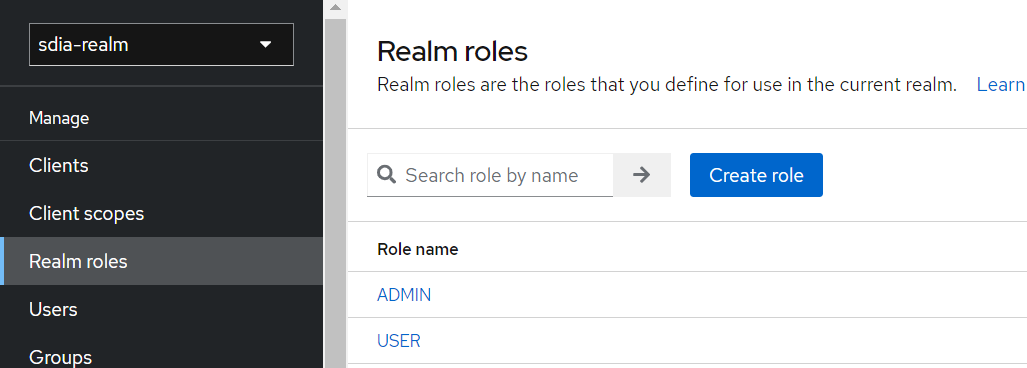 sdia-realm
Manage
Clients
Client scopes
Realm roles
Users
Groups
Realm roles
Realm roles are the roles that you define for use in the current realm. Learn
Search role by name
Create role
Role name
ADMIN
USER